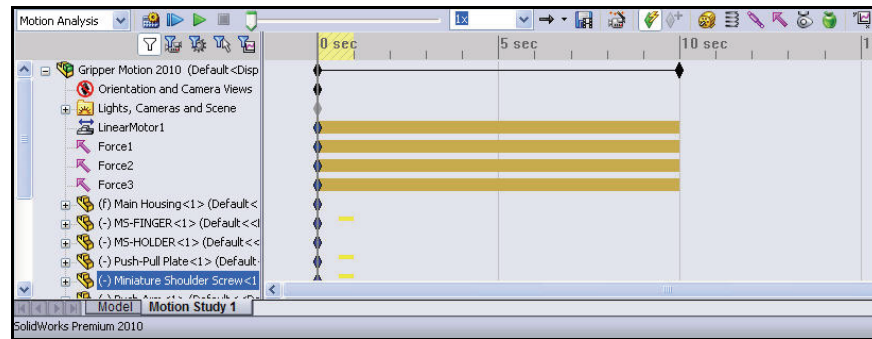 Motion Analysis
1x
0 sec
5 sec
10 sec
Gripper Motion 2010 (Default<Disp
Orientation and Camera Views
Lights, Cameras and Scene
LinearMotor1
Force1
Force2
Force3
(f) Main Housing<1> (Default<
(-) MS-FINGER<1> (Default<<
(-) MS-HOLDER<1> (Default<<
(-) Push-Pull Plate<1> (Default
(-) Miniature Shoulder Screw<1
Model Motion Study 1
SolidWorks Premium 2010